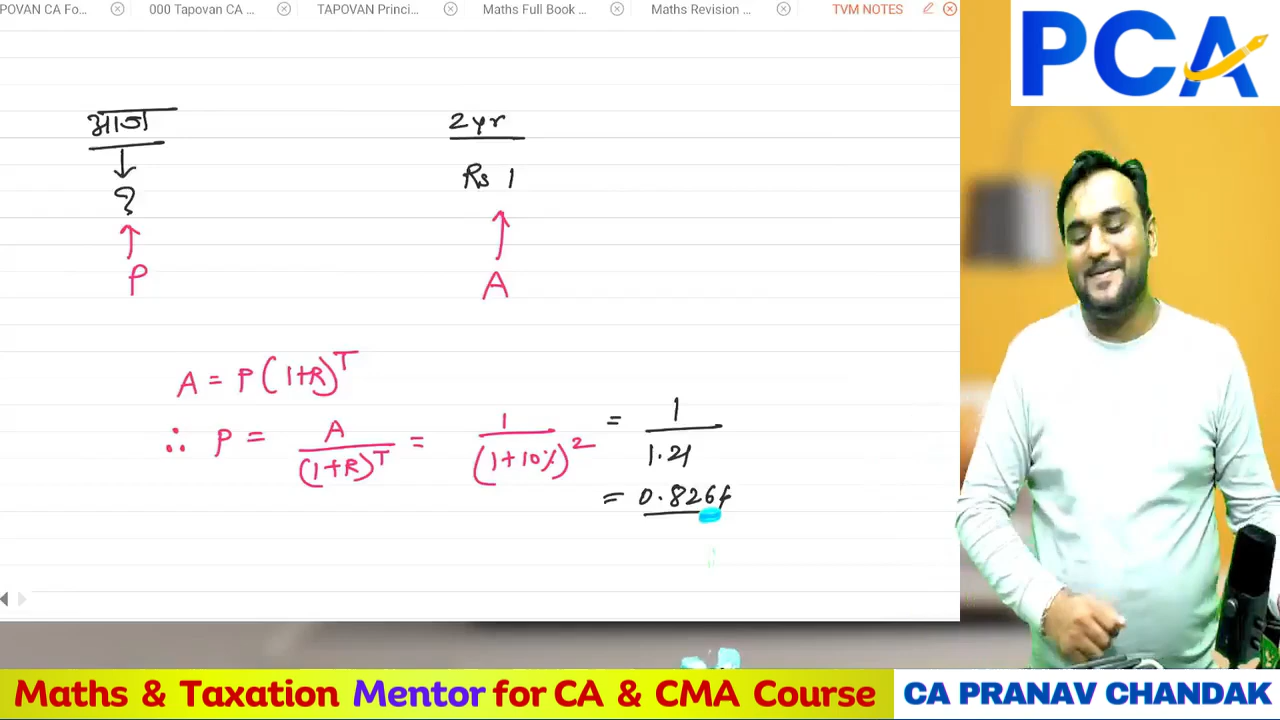 POVAN CA Fo...
000 Tapovan CA ...
TAPOVAN Princi...
Maths Full Book ...
Maths Revision ...
TVM NOTES
PCA
आज
2yr
?
Rs 1
P
A
A = P(1+R)^T
∴ P = A/(1+R)^T = 1/(1+10%)^2 = 1/1.21
= 0.826f
Maths & Taxation Mentor for CA & CMA Course
CA PRANAV CHANDAK